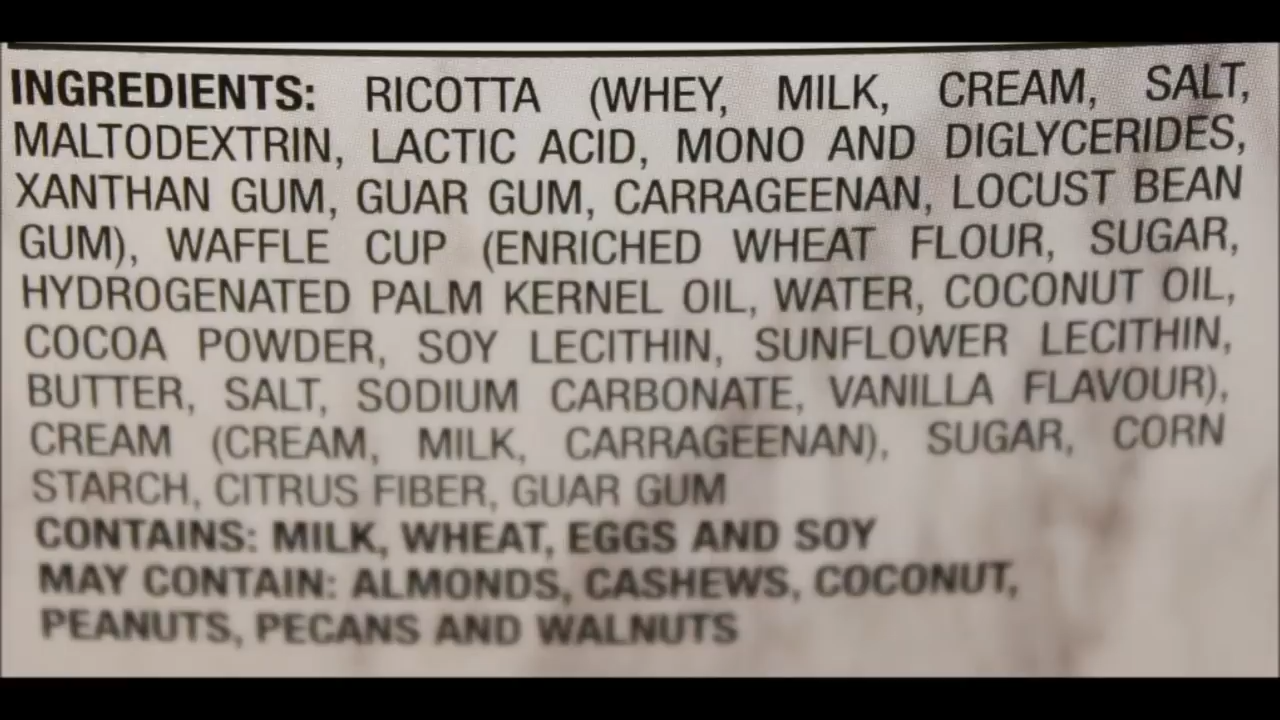 INGREDIENTS: RICOTTA (WHEY, MILK, CREAM, SALT,
MALTODEXTRIN, LACTIC ACID, MONO AND DIGLYCERIDES,
XANTHAN GUM, GUAR GUM, CARRAGEENAN, LOCUST BEAN
GUM), WAFFLE CUP (ENRICHED WHEAT FLOUR, SUGAR,
HYDROGENATED PALM KERNEL OIL, WATER, COCONUT OIL,
COCOA POWDER, SOY LECITHIN, SUNFLOWER LECITHIN,
BUTTER, SALT, SODIUM CARBONATE, VANILLA FLAVOUR),
CREAM (CREAM, MILK, CARRAGEENAN), SUGAR, CORN
STARCH, CITRUS FIBER, GUAR GUM
CONTAINS: MILK, WHEAT, EGGS AND SOY
MAY CONTAIN: ALMONDS, CASHEWS, COCONUT,
PEANUTS, PECANS AND WALNUTS